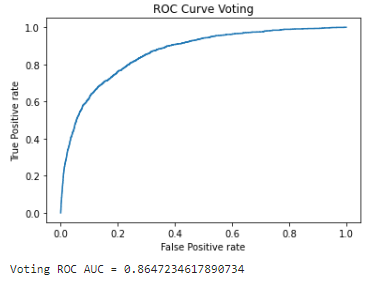 ROC Curve Voting
1.0
0.8
0.6
0.4
0.2
0.0
True Positive rate
0.0 0.2 0.4 0.6 0.8 1.0
False Positive rate
Voting ROC AUC = 0.8647234617890734